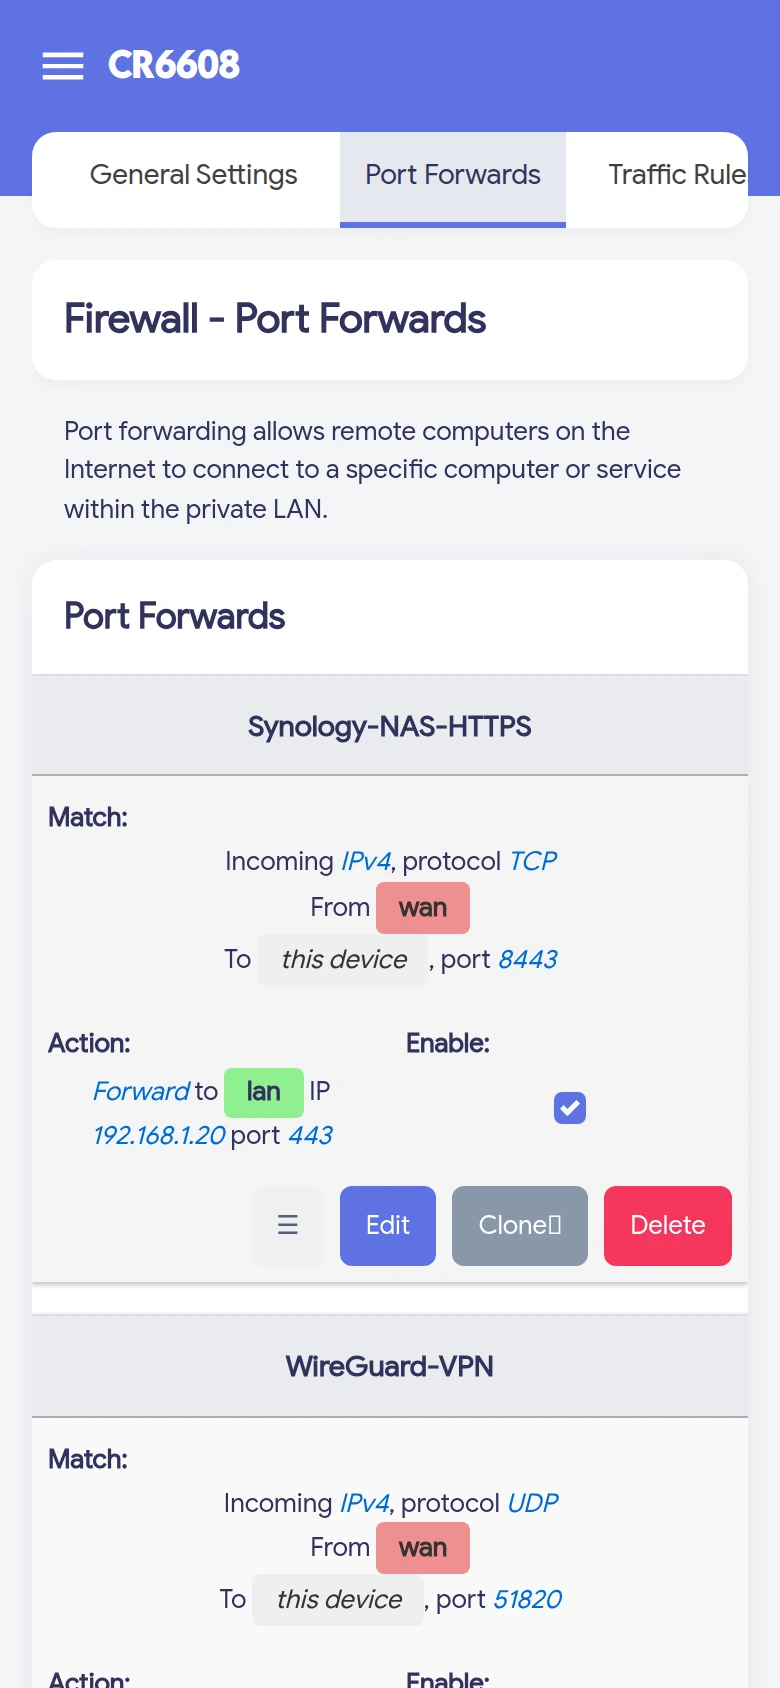 CR6608
General Settings
Port Forwards
Traffic Rule
Firewall - Port Forwards
Port forwarding allows remote computers on the
Internet to connect to a specific computer or service
within the private LAN.
Port Forwards
Synology-NAS-HTTPS
Match:
Incoming IPv4, protocol TCP
From wan
To this device, port 8443
Action:
Enable:
Forward to lan IP
192.168.1.20 port 443
☰
Edit
Clone▯
Delete
WireGuard-VPN
Match:
Incoming IPv4, protocol UDP
From wan
To this device, port 51820
Action:
Enable: